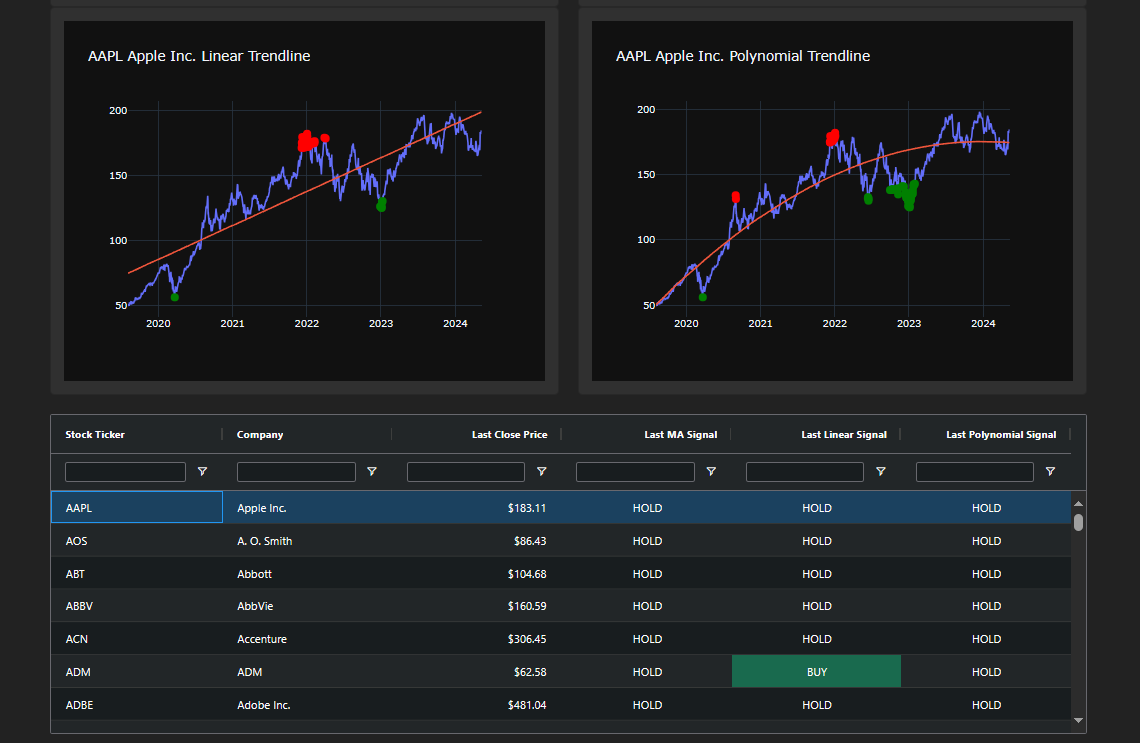 AAPL Apple Inc. Linear Trendline
200
150
100
50
2020 2021 2022 2023 2024
AAPL Apple Inc. Polynomial Trendline
200
150
100
50
2020 2021 2022 2023 2024
Stock Ticker Company Last Close Price Last MA Signal Last Linear Signal Last Polynomial Signal
AAPL Apple Inc. $183.11 HOLD HOLD HOLD
AOS A. O. Smith $86.43 HOLD HOLD HOLD
ABT Abbott $104.68 HOLD HOLD HOLD
ABBV AbbVie $160.59 HOLD HOLD HOLD
ACN Accenture $306.45 HOLD HOLD HOLD
ADM ADM $62.58 HOLD BUY HOLD
ADBE Adobe Inc. $481.04 HOLD HOLD HOLD